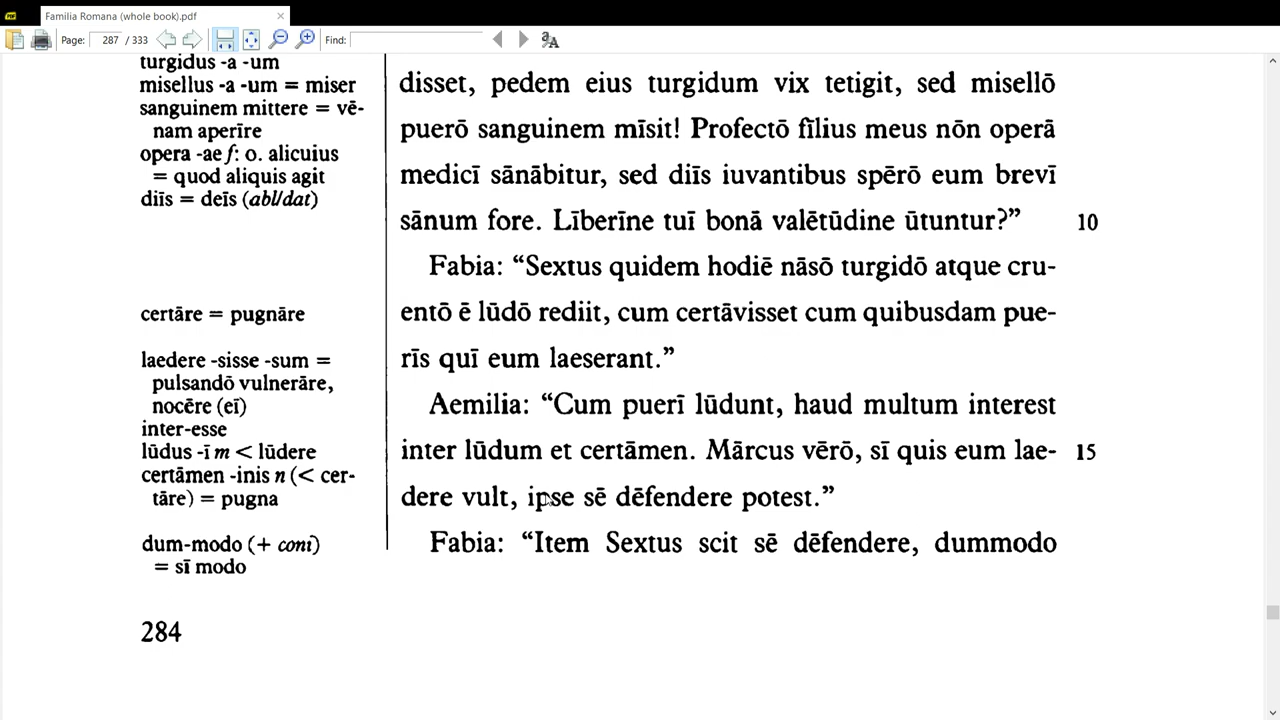 Familia Romana (whole book).pdf
Page: 287 / 333 Find:
turgidus -a -um
misellus -a -um = miser
sanguinem mittere = vē-
nam aperīre
opera -ae f: o. alicuius
= quod aliquis agit
diīs = deīs (abl/dat)
certāre = pugnāre
laedere -sisse -sum =
pulsandō vulnerāre,
nocēre (eī)
inter-esse
lūdus -ī m < lūdere
certāmen -inis n (< cer-
tāre) = pugna
dum-modo (+ coni)
= sī modo
284
disset, pedem eius turgidum vix tetigit, sed misellō
puerō sanguinem mīsit! Profectō fīlius meus nōn operā
medicī sānābitur, sed diīs iuvantibus spērō eum brevī
sānum fore. Līberīne tuī bonā valētūdine ūtuntur?” 10
Fabia: “Sextus quidem hodiē nāsō turgidō atque cru-
entō ē lūdō rediit, cum certāvisset cum quibusdam pue-
rīs quī eum laeserant.”
Aemilia: “Cum puerī lūdunt, haud multum interest
inter lūdum et certāmen. Mārcus vērō, sī quis eum lae- 15
dere vult, ipse sē dēfendere potest.”
Fabia: “Item Sextus scit sē dēfendere, dummodo